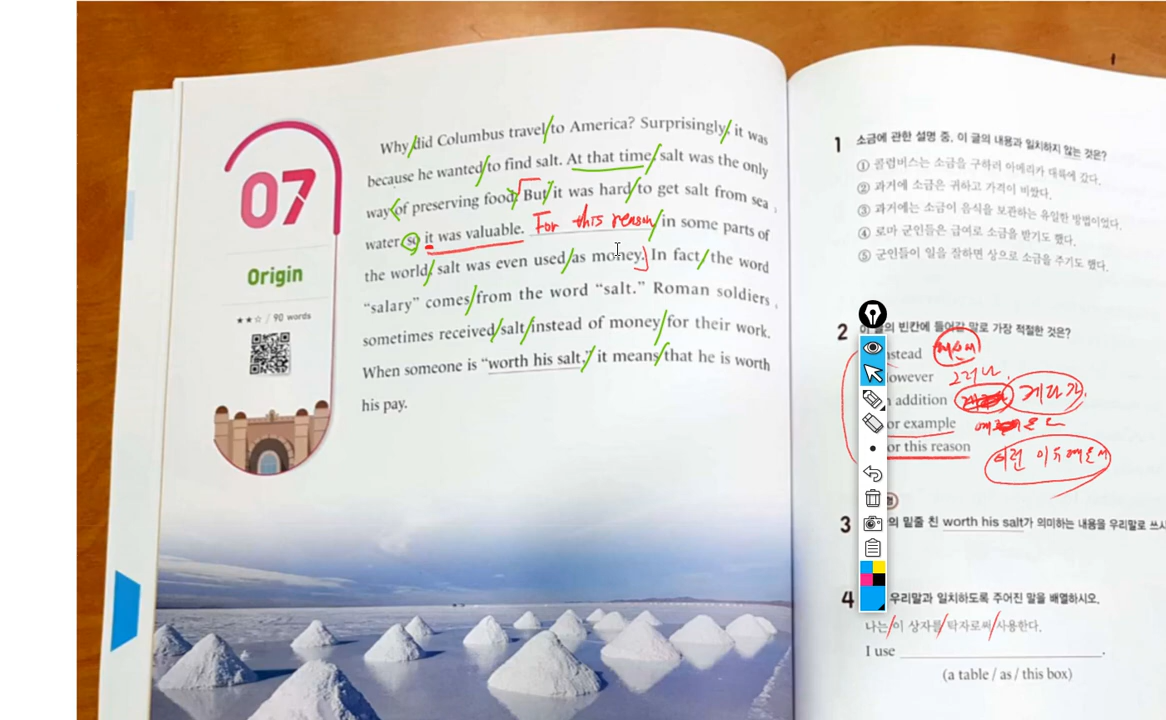 07
Origin
★★☆ / 90 words
Why did Columbus travel to America? Surprisingly, it was
because he wanted to find salt. At that time, salt was the only
way of preserving food. But it was hard to get salt from sea
water, so it was valuable. For this reason in some parts of
the world, salt was even used as money. In fact, the word
“salary” comes from the word “salt.” Roman soldiers
sometimes received salt instead of money for their work.
When someone is “worth his salt,” it means that he is worth
his pay.
1 소금에 관한 설명 중, 이 글의 내용과 일치하지 않는 것은?
① 콜럼버스는 소금을 구하러 아메리카 대륙에 갔다.
② 과거에 소금은 귀하고 가격이 비쌌다.
③ 과거에는 소금이 음식을 보관하는 유일한 방법이었다.
④ 로마 군인들은 급여로 소금을 받기도 했다.
⑤ 군인들이 일을 잘하면 상으로 소금을 주기도 했다.
2 이 글의 빈칸에 들어갈 말로 가장 적절한 것은?
nstead 대신에
owever 그러나
n addition 게다가
or example
or this reason 이런 이유 때문에
3 의 밑줄 친 worth his salt가 의미하는 내용을 우리말로 쓰시
4 우리말과 일치하도록 주어진 말을 배열하시오.
나는 이 상자를 탁자로써 사용한다.
I use .
(a table / as / this box)